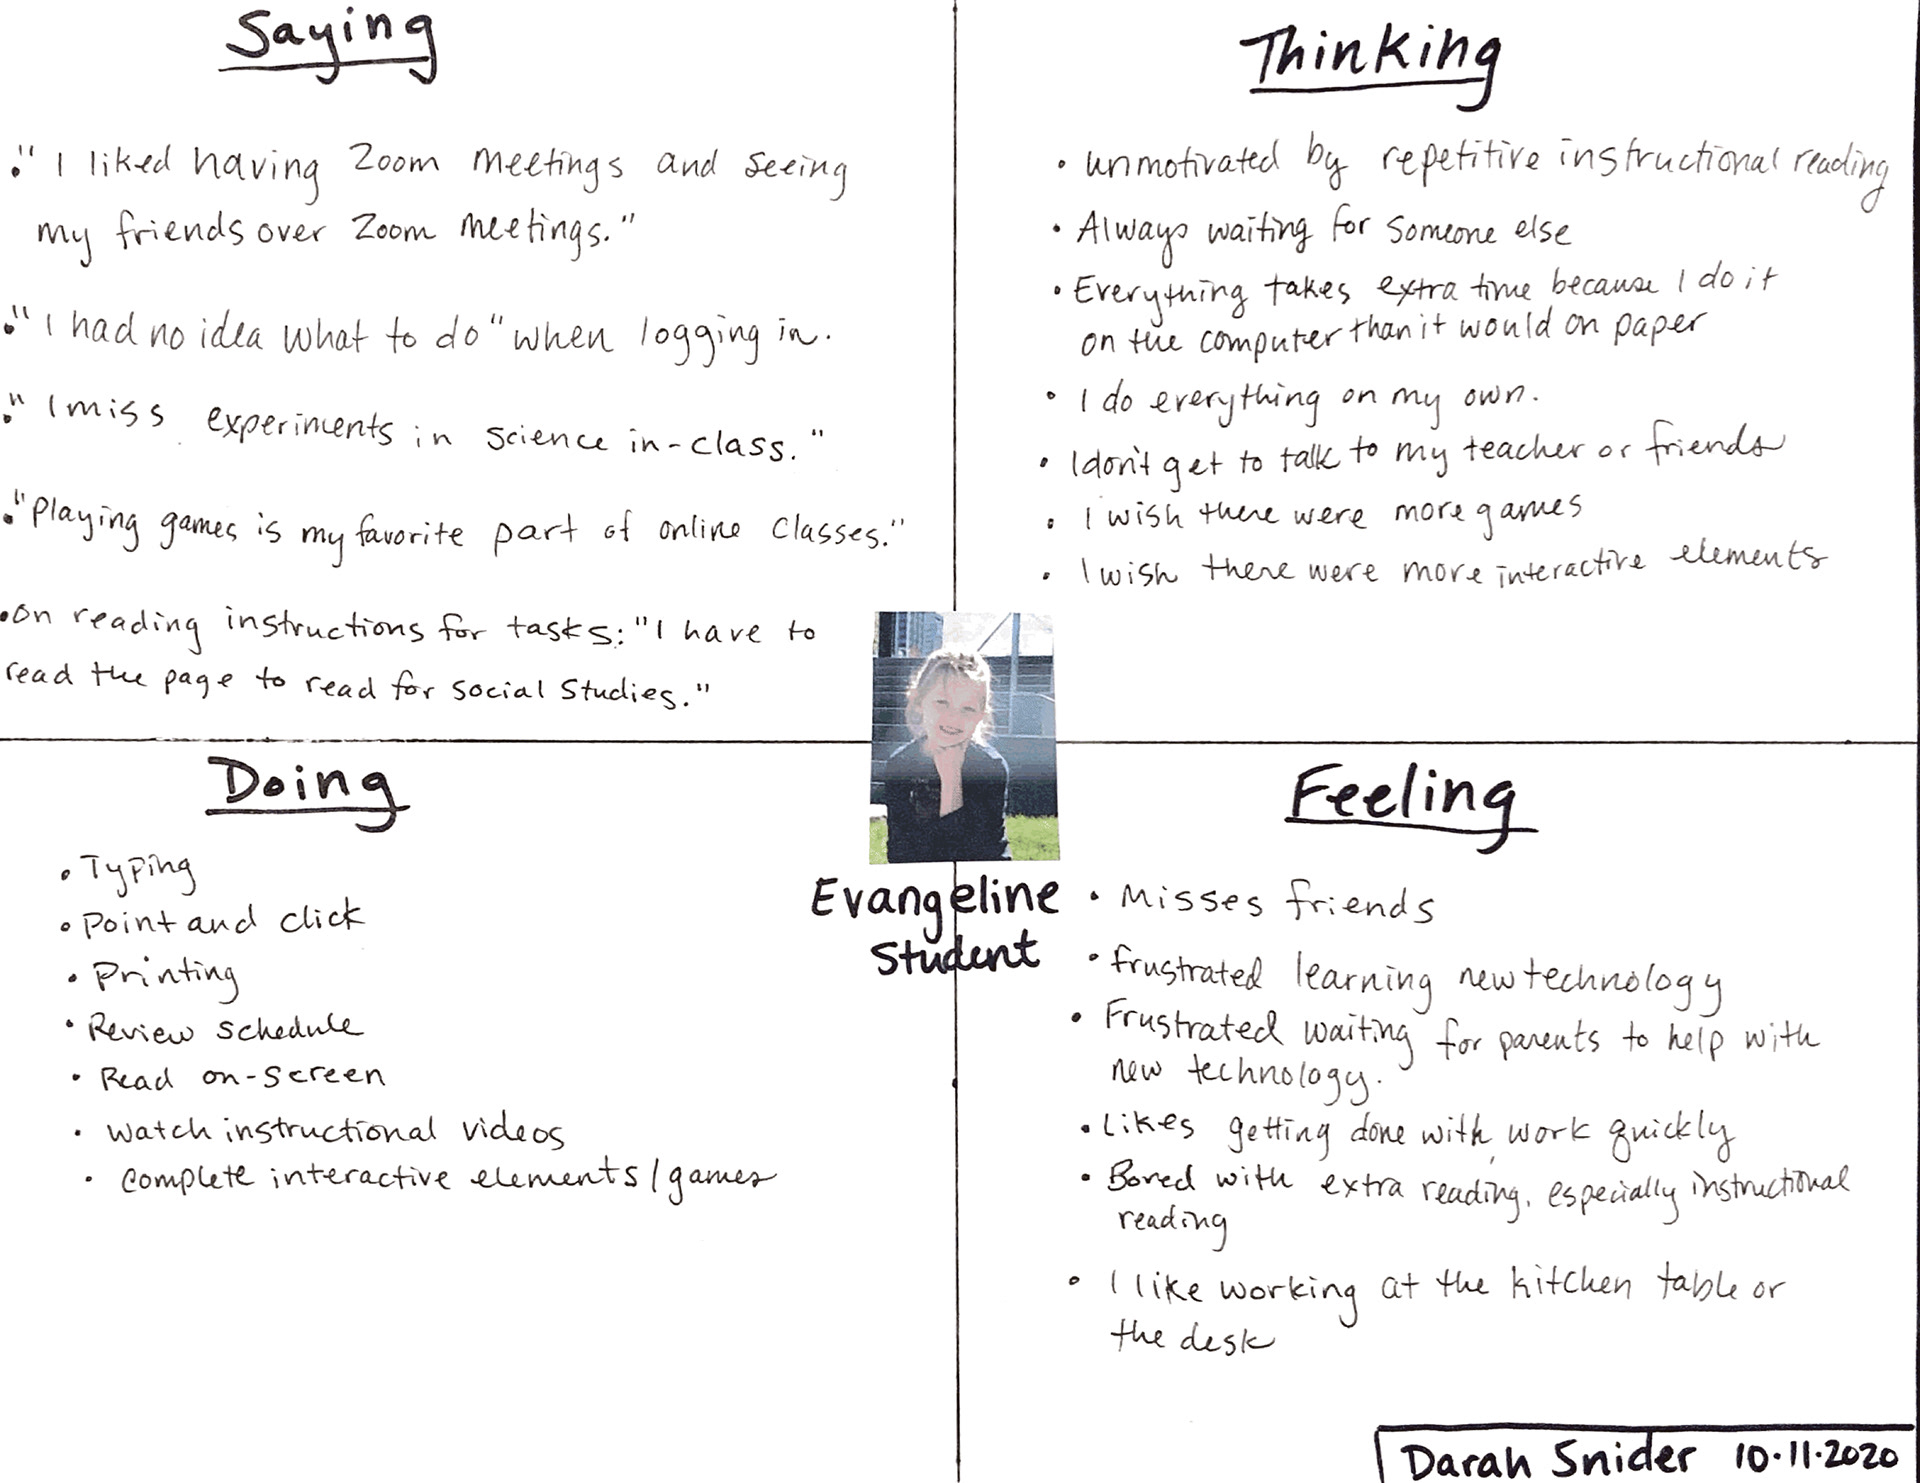 Saying
• "I liked having Zoom meetings and seeing
my friends over Zoom meetings."
• "I had no idea what to do" when logging in.
• "I miss experiments in science in-class."
• "Playing games is my favorite part of online classes."
• On reading instructions for tasks: "I have to
read the page to read for Social Studies."
Thinking
• unmotivated by repetitive instructional reading
• Always waiting for someone else
• Everything takes extra time because I do it
on the computer than it would on paper
• I do everything on my own.
• I don't get to talk to my teacher or friends
• I wish there were more games
• I wish there were more interactive elements
Evangeline
Student
Doing
• Typing
• Point and click
• Printing
• Review schedule
• Read on-screen
• watch instructional videos
• complete interactive elements/games
Feeling
• Misses friends
• frustrated learning new technology
• Frustrated waiting for parents to help with
new technology.
• Likes getting done with work quickly
• Bored with extra reading, especially instructional
reading
• I like working at the kitchen table or
the desk
Darah Snider 10·11·2020